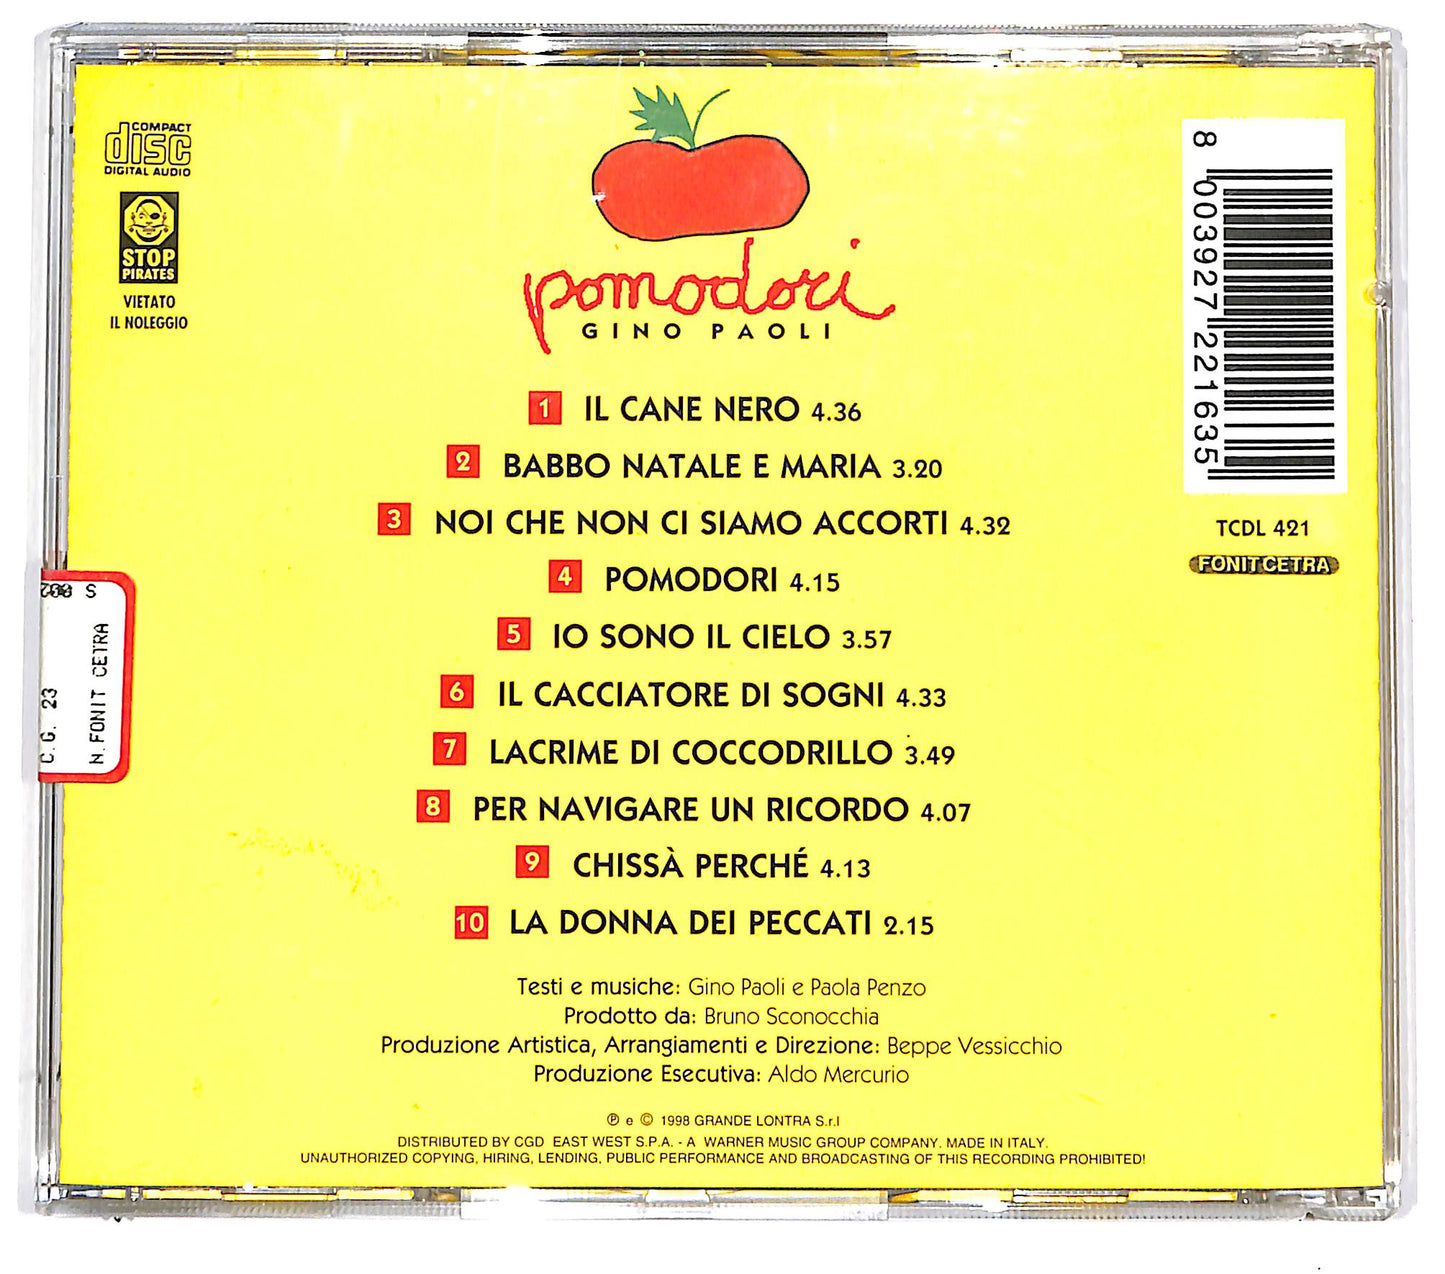 COMPACT
disc
DIGITAL AUDIO
STOP
PIRATES
VIETATO
IL NOLEGGIO
pomodori
GINO PAOLI
8 003927 221635
TCDL 421
FONIT CETRA
1 IL CANE NERO 4.36
2 BABBO NATALE E MARIA 3.20
3 NOI CHE NON CI SIAMO ACCORTI 4.32
4 POMODORI 4.15
5 IO SONO IL CIELO 3.57
6 IL CACCIATORE DI SOGNI 4.33
7 LACRIME DI COCCODRILLO 3.49
8 PER NAVIGARE UN RICORDO 4.07
9 CHISSÀ PERCHÉ 4.13
10 LA DONNA DEI PECCATI 2.15
S
C.G. 23
N.FONIT CETRA
Testi e musiche: Gino Paoli e Paola Penzo
Prodotto da: Bruno Sconocchia
Produzione Artistica, Arrangiamenti e Direzione: Beppe Vessicchio
Produzione Esecutiva: Aldo Mercurio
℗ e © 1998 GRANDE LONTRA S.r.l
DISTRIBUTED BY CGD EAST WEST S.P.A. - A WARNER MUSIC GROUP COMPANY. MADE IN ITALY.
UNAUTHORIZED COPYING, HIRING, LENDING, PUBLIC PERFORMANCE AND BROADCASTING OF THIS RECORDING PROHIBITED!